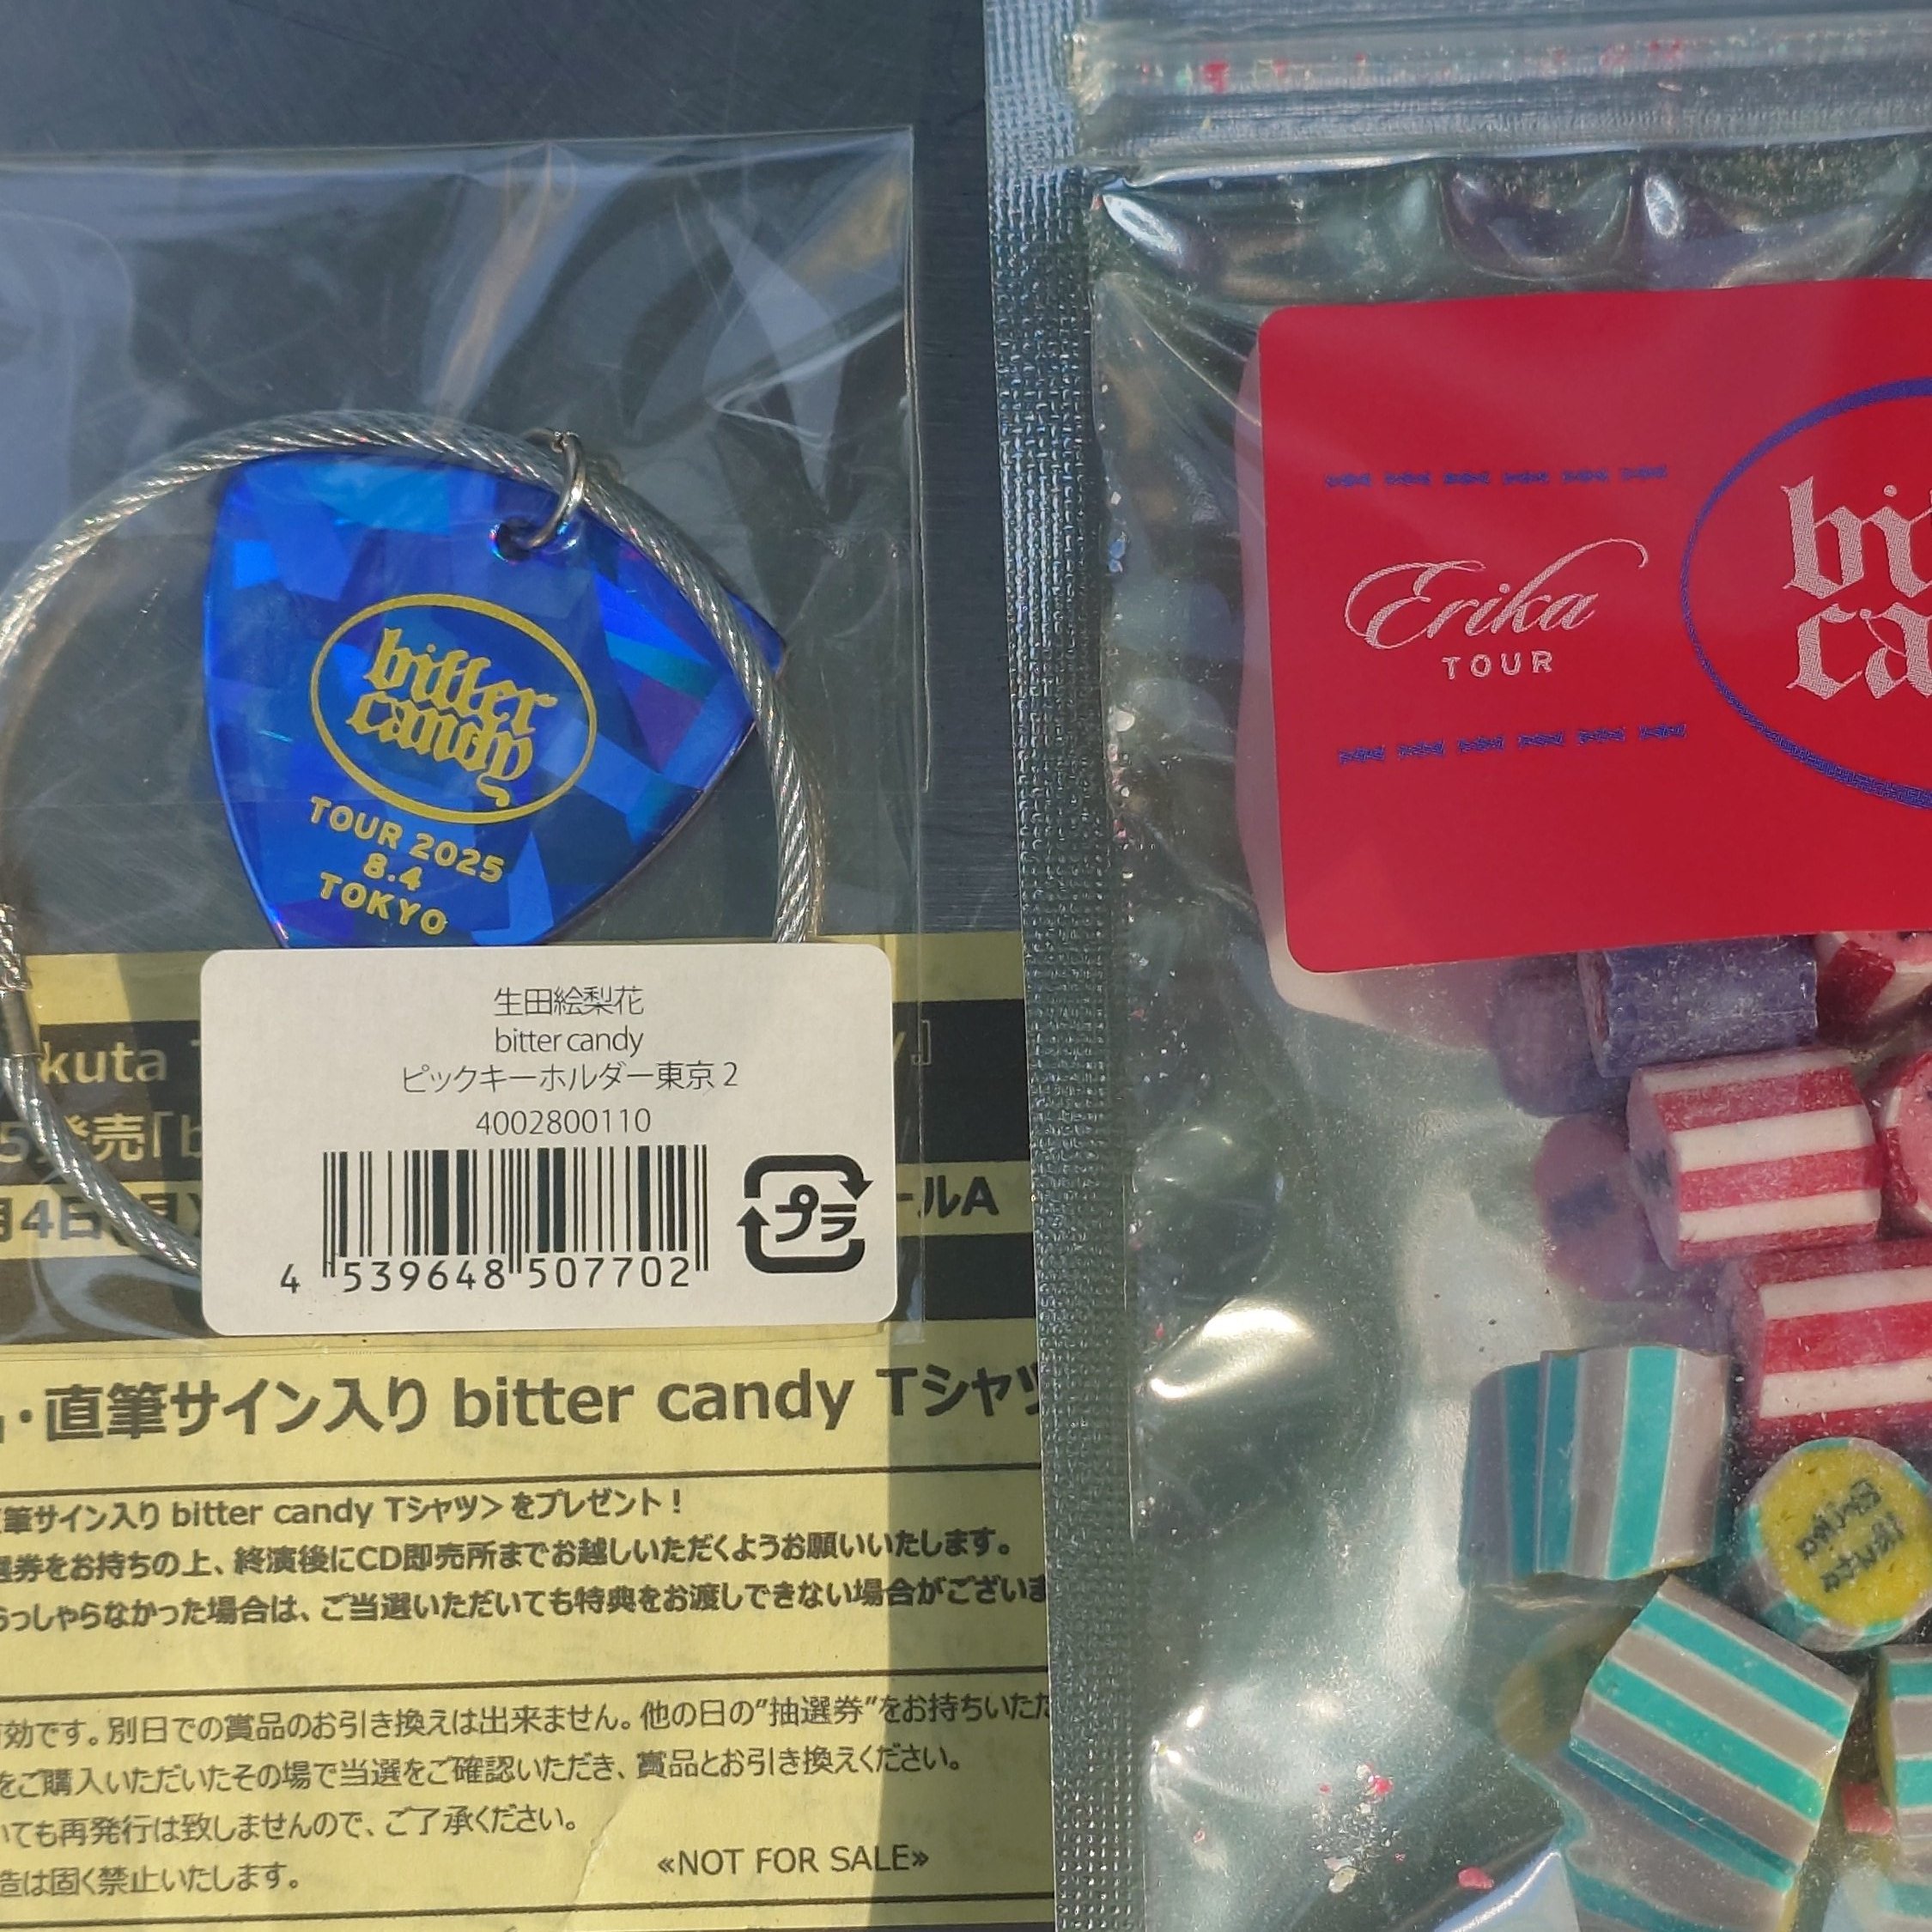 bitter
candy
TOUR 2025
8.4
TOKYO
生田絵梨花
bitter candy
ピックキーホルダー東京 2
4002800110
4 539648 507702
プラ
kuta
5発売「b
月4日(月)
ールA
・直筆サイン入り bitter candy Tシャツ
筆サイン入り bitter candy Tシャツ＞をプレゼント！
選券をお持ちの上、終演後にCD即売所までお越しいただくようお願いいたします。
らっしゃらなかった場合は、ご当選いただいても特典をお渡しできない場合がございま
効です。別日での賞品のお引き換えは出来ません。他の日の"抽選券"をお持ちいただ
をご購入いただいたその場で当選をご確認いただき、賞品とお引き換えください。
いても再発行は致しませんので、ご了承ください。
造は固く禁止いたします。
«NOT FOR SALE»
Erika
TOUR
bi
ca
Erika